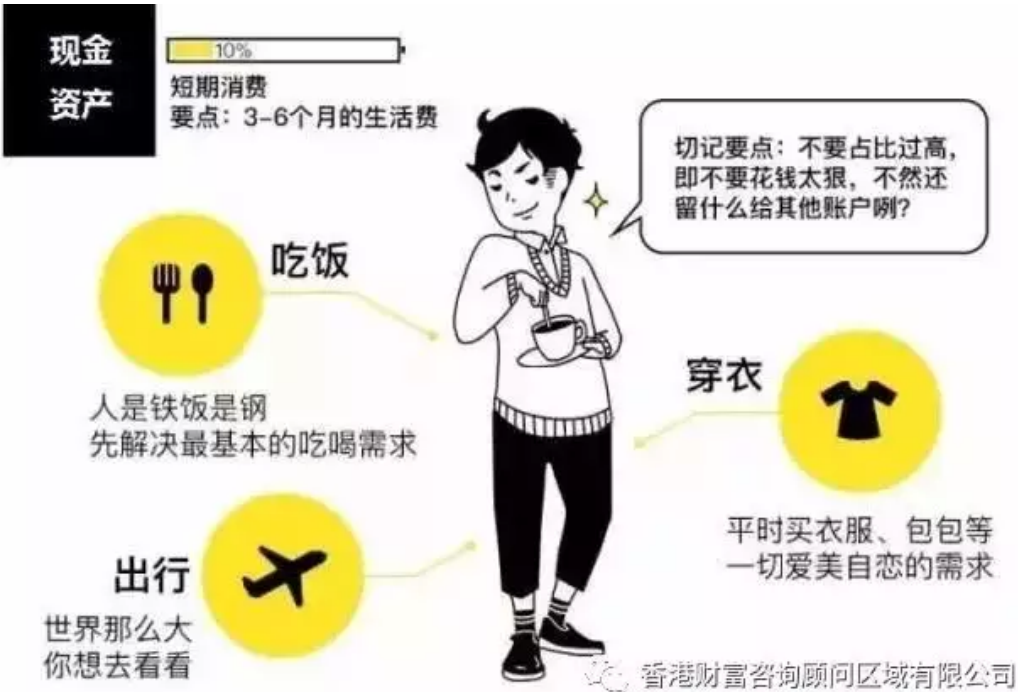 现金
资产
10%
短期消费
要点：3-6个月的生活费
切记要点：不要占比过高，
即不要花钱太狠，不然还
留什么给其他账户咧？
吃饭
人是铁饭是钢
先解决最基本的吃喝需求
穿衣
平时买衣服、包包等
一切爱美自恋的需求
出行
世界那么大
你想去看看
香港财富咨询顾问区域有限公司